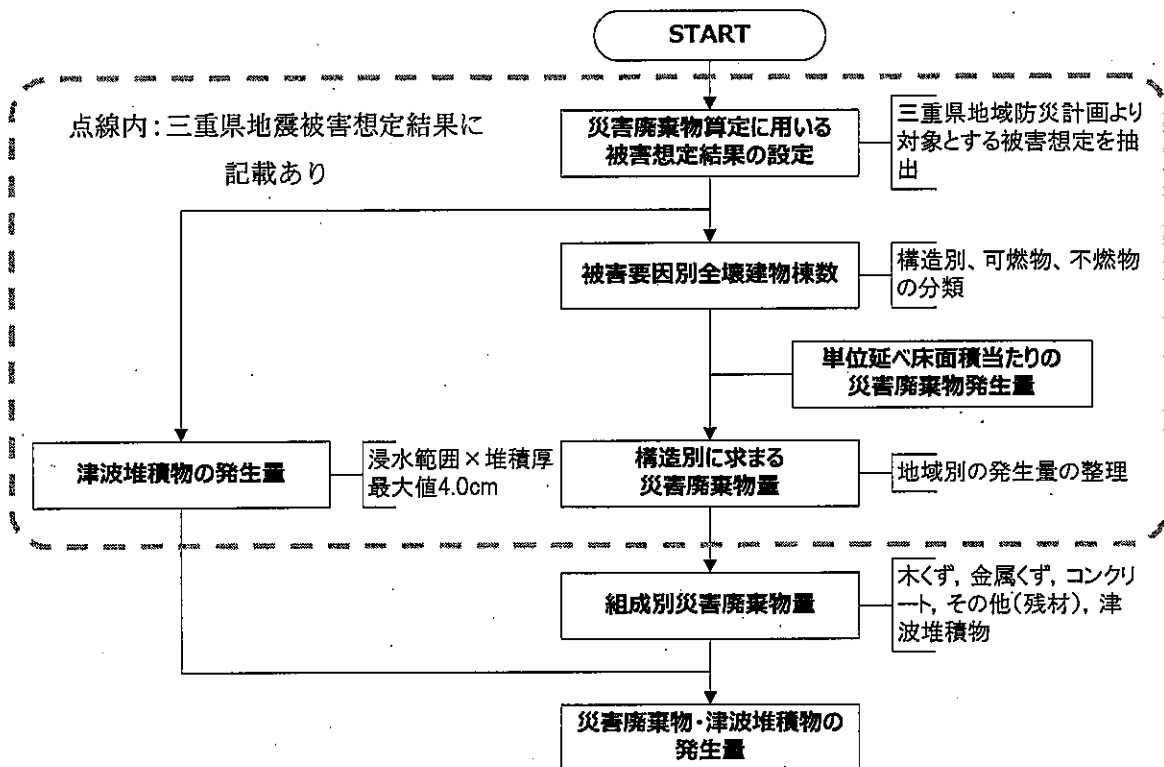 START
点線内:三重県地震被害想定結果に
記載あり
災害廃棄物算定に用いる
被害想定結果の設定
三重県地域防災計画より
対象とする被害想定を抽
出
被害要因別全壊建物棟数
構造別、可燃物、不燃物
の分類
単位延べ床面積当たりの
災害廃棄物発生量
津波堆積物の発生量
浸水範囲×堆積厚
最大値4.0cm
構造別に求まる
災害廃棄物量
地域別の発生量の整理
組成別災害廃棄物量
木くず, 金属くず, コンクリ
ート, その他(残材), 津
波堆積物
災害廃棄物・津波堆積物の
発生量